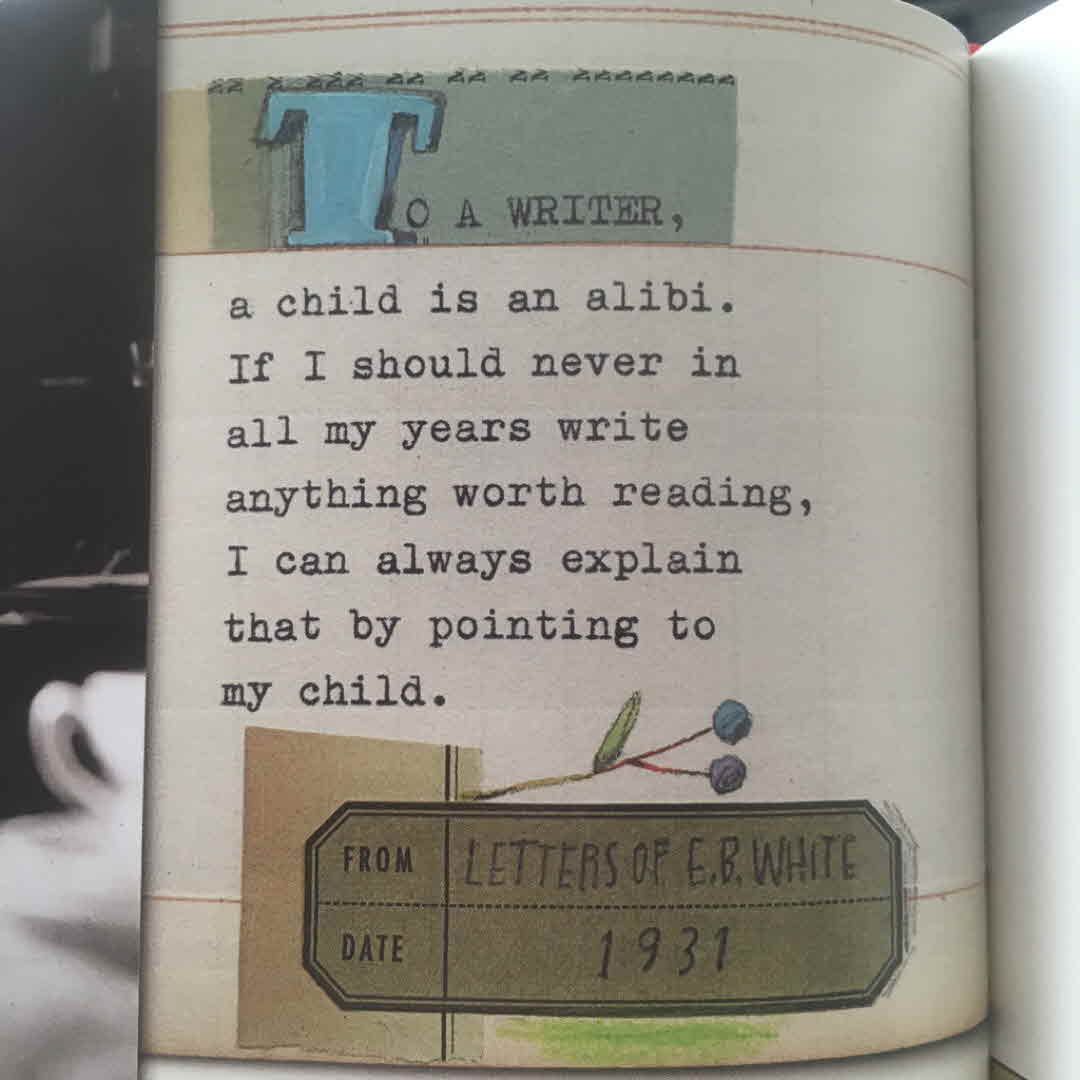 TO A WRITER,
a child is an alibi.
If I should never in
all my years write
anything worth reading,
I can always explain
that by pointing to
my child.
FROM LETTERS OF E.B. WHITE
DATE 1931